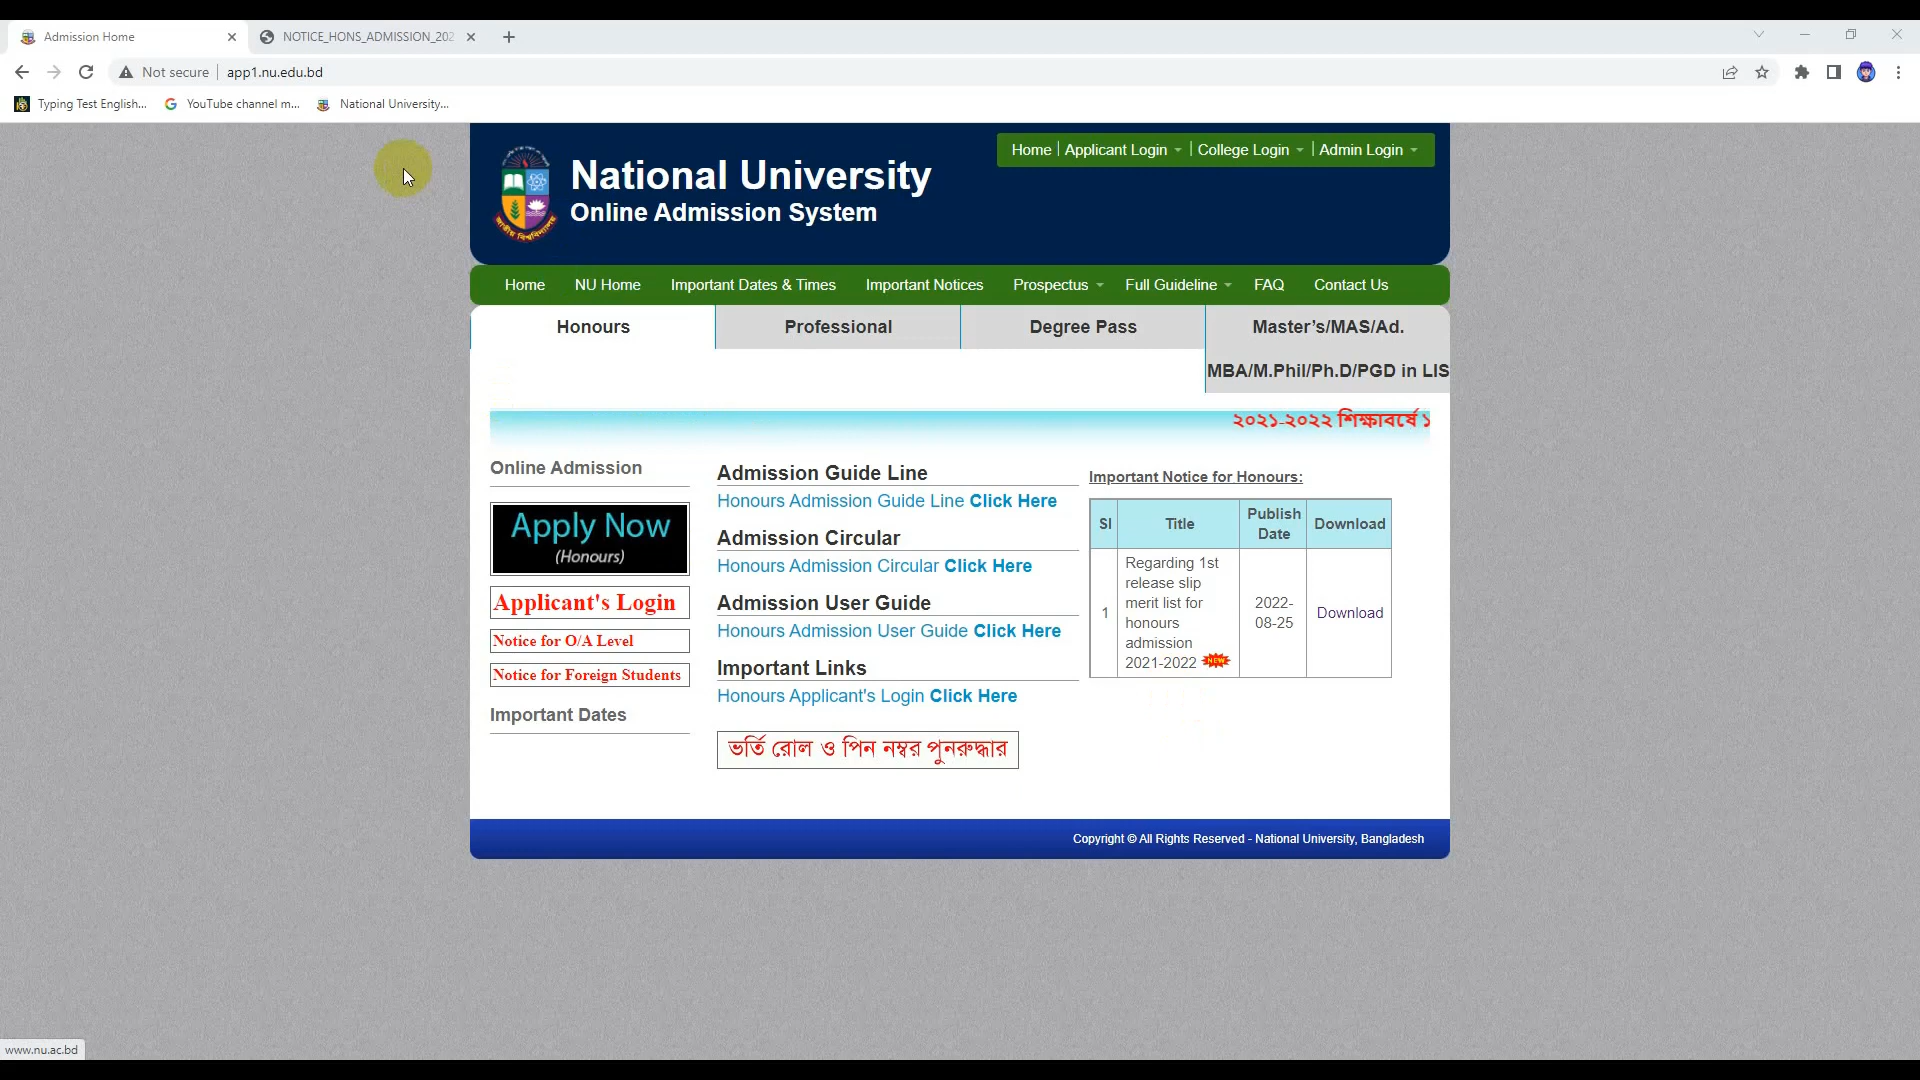 Admission Home
NOTICE_HONS_ADMISSION_202
Not secure
app1.nu.edu.bd
Typing Test English...
YouTube channel m...
National University...
Home
Applicant Login
College Login
Admin Login
National University
Online Admission System
Home
NU Home
Important Dates & Times
Important Notices
Prospectus
Full Guideline
FAQ
Contact Us
Honours
Professional
Degree Pass
Master’s/MAS/Ad.
MBA/M.Phil/Ph.D/PGD in LIS
২০২১-২০২২ শিক্ষাবর্ষে ১
Online Admission
Apply Now
(Honours)
Applicant's Login
Notice for O/A Level
Notice for Foreign Students
Important Dates
Admission Guide Line
Honours Admission Guide Line Click Here
Admission Circular
Honours Admission Circular Click Here
Admission User Guide
Honours Admission User Guide Click Here
Important Links
Honours Applicant's Login Click Here
ভর্তি রোল ও পিন নম্বর পুনরুদ্ধার
Important Notice for Honours:
Sl
Title
Publish
Date
Download
1
Regarding 1st
release slip
merit list for
honours
admission
2021-2022 NEW
2022-
08-25
Download
Copyright © All Rights Reserved - National University, Bangladesh
www.nu.ac.bd